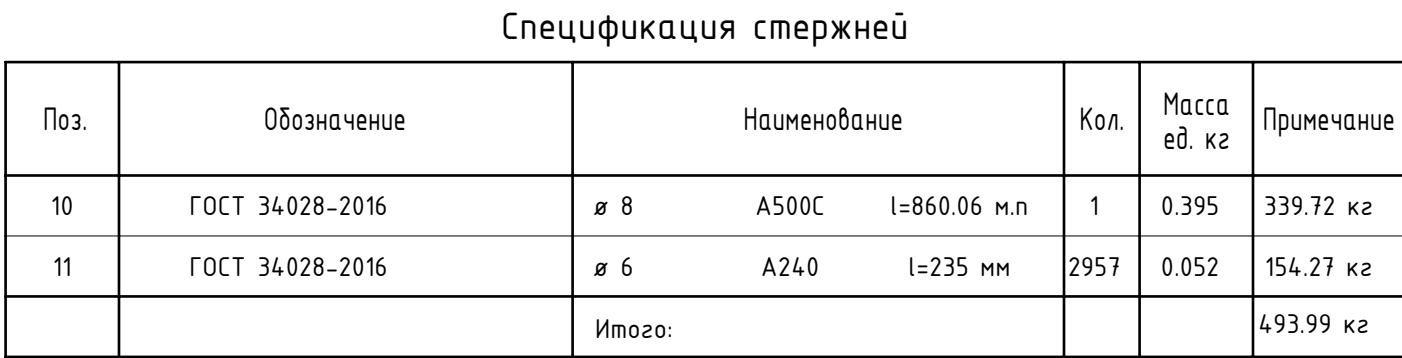 Спецификация стержней
Поз. Обозначение Наименование Кол. Масса ед. кг Примечание
10 ГОСТ 34028-2016 ø 8 А500С l=860.06 м.п 1 0.395 339.72 кг
11 ГОСТ 34028-2016 ø 6 А240 l=235 мм 2957 0.052 154.27 кг
Итого: 493.99 кг